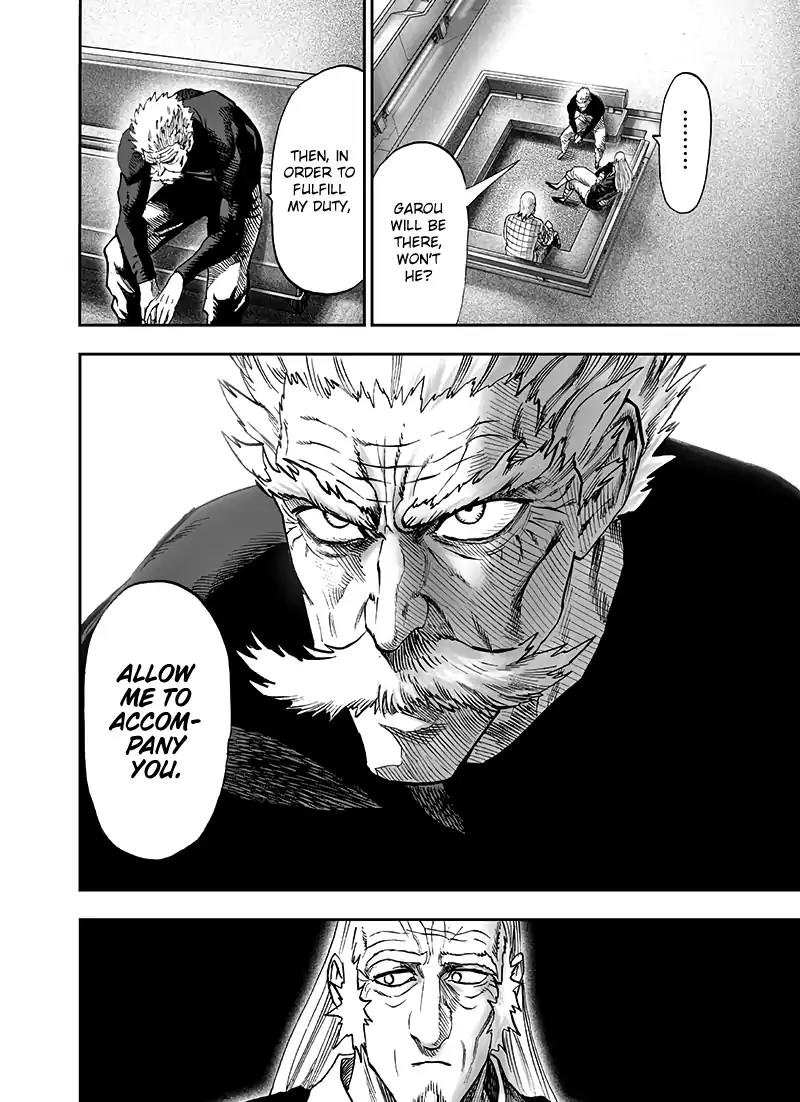 .........
GAROU
WILL BE
THERE,
WON'T
HE?
THEN, IN
ORDER TO
FULFILL
MY DUTY,
ALLOW
ME TO
ACCOM-
PANY
YOU.